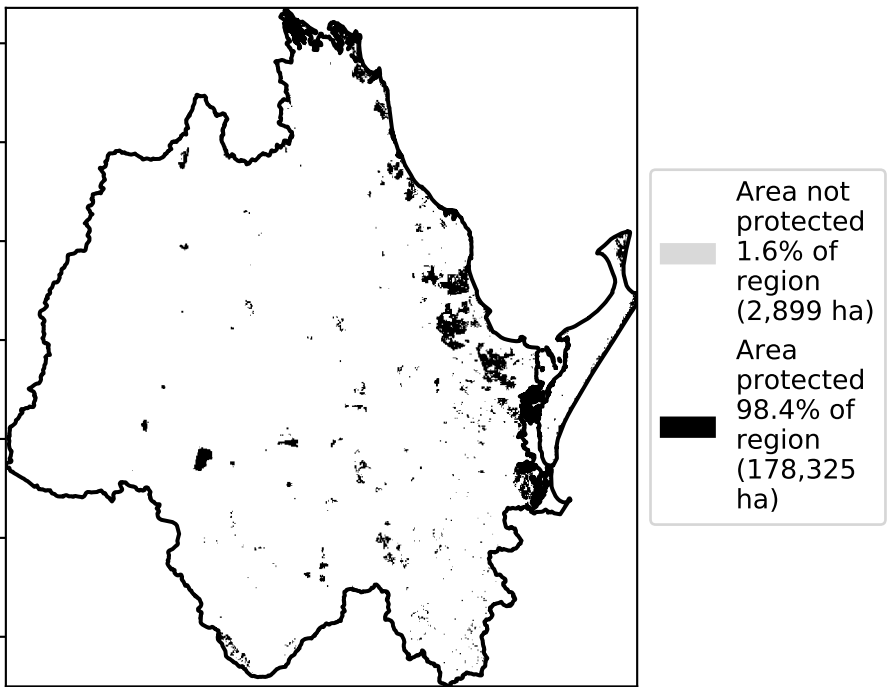 Area not
protected
1.6% of
region
(2,899 ha)
Area
protected
98.4% of
region
(178,325
ha)